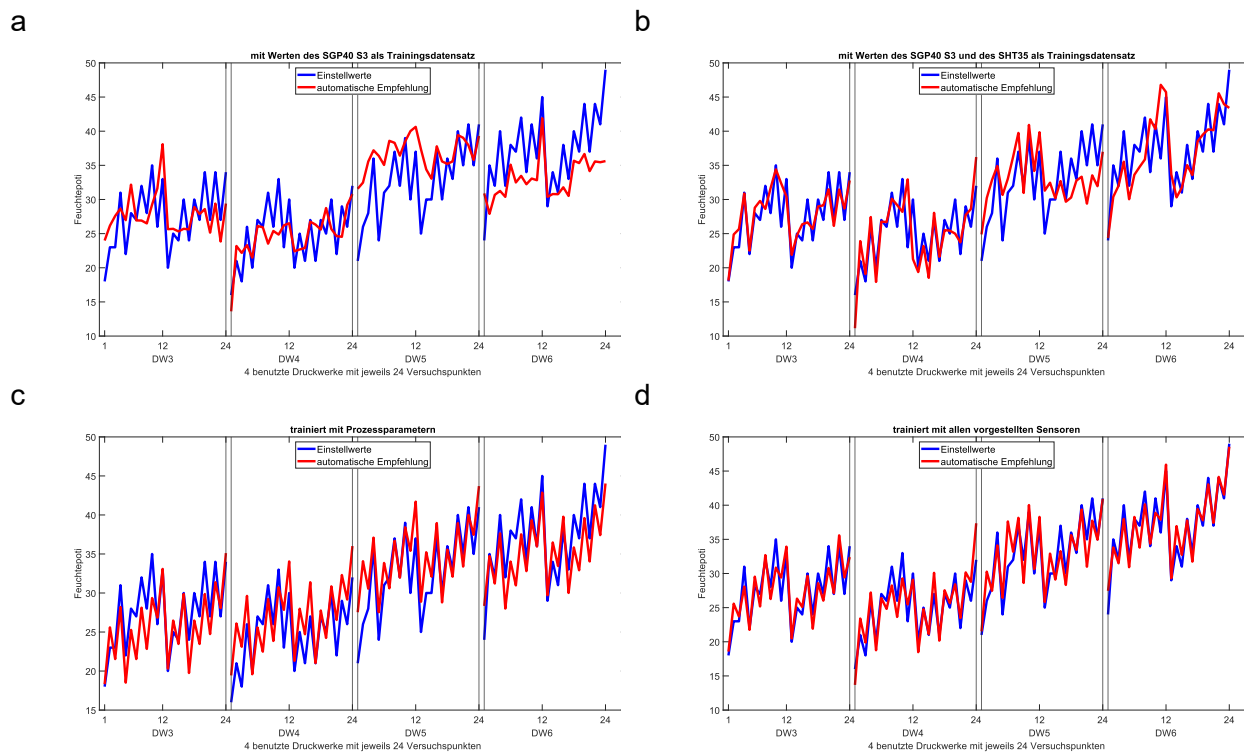 a
mit Werten des SGP40 S3 als Trainingsdatensatz
Einstellwerte
automatische Empfehlung
Feuchtepoti
50
45
40
35
30
25
20
15
10
1 12 24 12 24 12 24 12 24
DW3 DW4 DW5 DW6
4 benutzte Druckwerke mit jeweils 24 Versuchspunkten
b
mit Werten des SGP40 S3 und des SHT35 als Trainingsdatensatz
Einstellwerte
automatische Empfehlung
Feuchtepoti
50
45
40
35
30
25
20
15
10
1 12 24 12 24 12 24 12 24
DW3 DW4 DW5 DW6
4 benutzte Druckwerke mit jeweils 24 Versuchspunkten
c
trainiert mit Prozessparametern
Einstellwerte
automatische Empfehlung
Feuchtepoti
50
45
40
35
30
25
20
15
1 12 24 12 24 12 24 12 24
DW3 DW4 DW5 DW6
4 benutzte Druckwerke mit jeweils 24 Versuchspunkten
d
trainiert mit allen vorgestellten Sensoren
Einstellwerte
automatische Empfehlung
Feuchtepoti
50
45
40
35
30
25
20
15
10
1 12 24 12 24 12 24 12 24
DW3 DW4 DW5 DW6
4 benutzte Druckwerke mit jeweils 24 Versuchspunkten